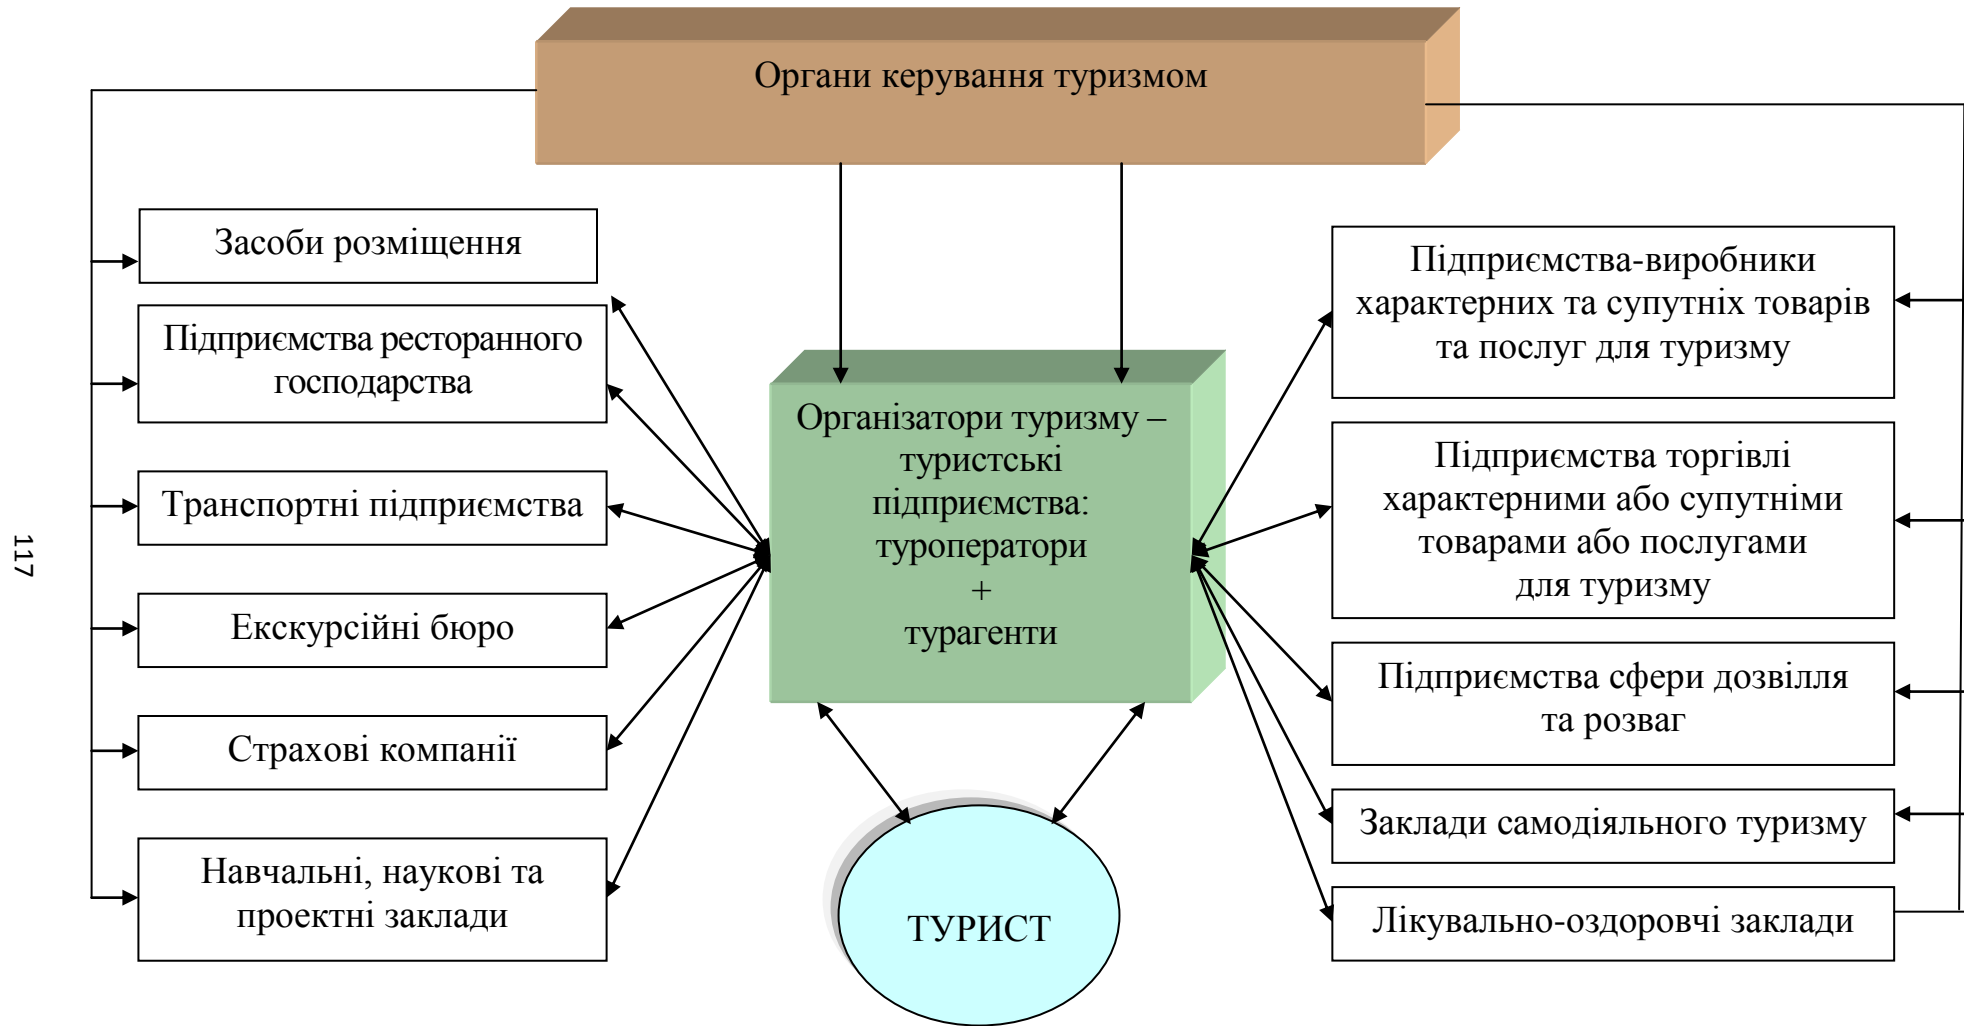 Органи керування туризмом
Засоби розміщення
Підприємства ресторанного
господарства
Транспортні підприємства
Екскурсійні бюро
Страхові компанії
Навчальні, наукові та
проектні заклади
Організатори туризму –
туристські
підприємства:
туроператори
+
турагенти
ТУРИСТ
Підприємства-виробники
характерних та супутніх товарів
та послуг для туризму
Підприємства торгівлі
характерними або супутніми
товарами або послугами
для туризму
Підприємства сфери дозвілля
та розваг
Заклади самодіяльного туризму
Лікувально-оздоровчі заклади
117